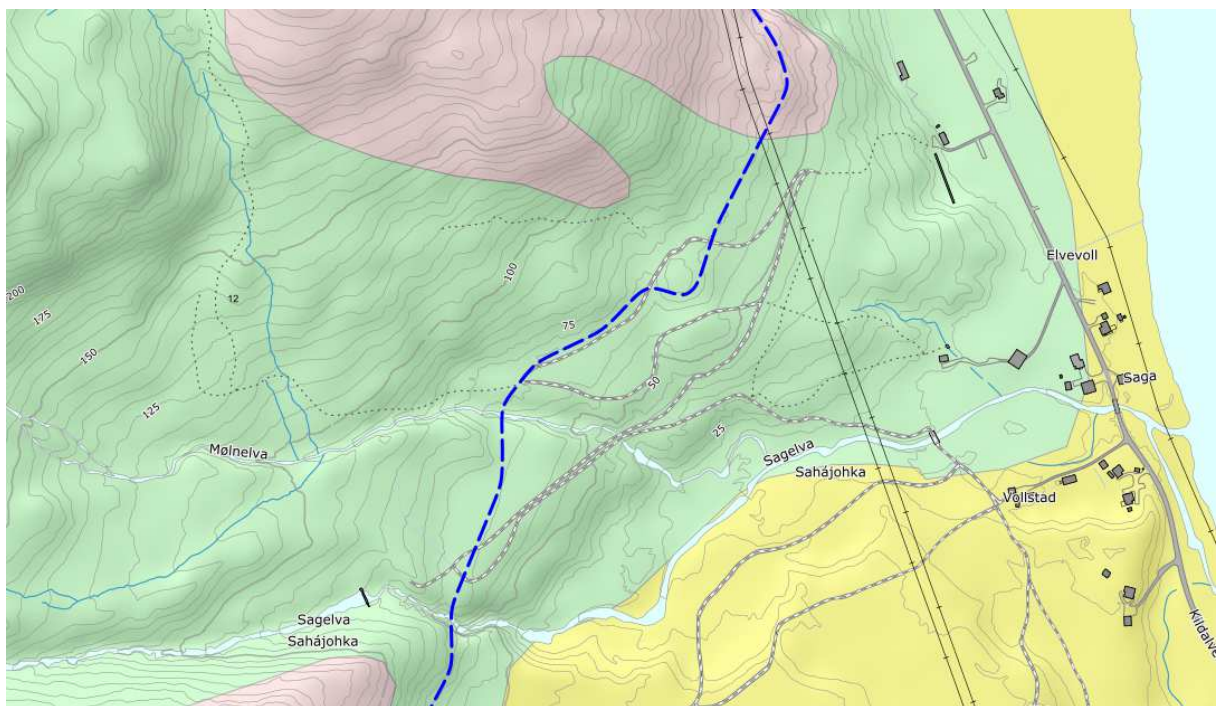 Elvevoll
100
200
12
175
75
150
Saga
50
125
25
Mølnelva
Sagelva
Sahájohka
Vollstad
Sagelva
Sahájohka
Kildalve